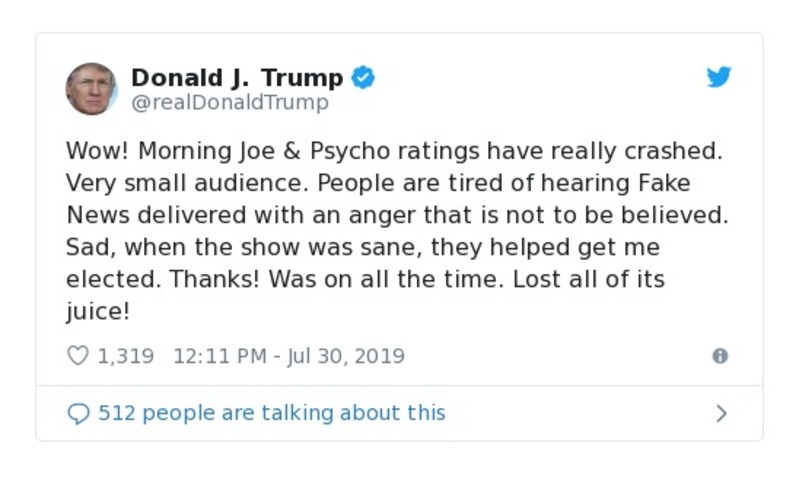 Donald J. Trump
@realDonaldTrump
Wow! Morning Joe & Psycho ratings have really crashed.
Very small audience. People are tired of hearing Fake
News delivered with an anger that is not to be believed.
Sad, when the show was sane, they helped get me
elected. Thanks! Was on all the time. Lost all of its
juice!
1,319 12:11 PM - Jul 30, 2019
512 people are talking about this